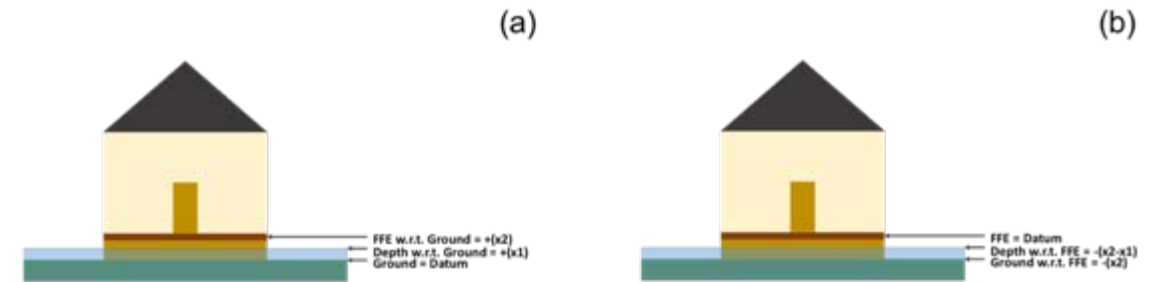 (a)
FFE w.r.t. Ground = +(x2)
Depth w.r.t. Ground = +(x1)
Ground = Datum
(b)
FFE = Datum
Depth w.r.t. FFE = -(x2-x1)
Ground w.r.t. FFE = -(x2)